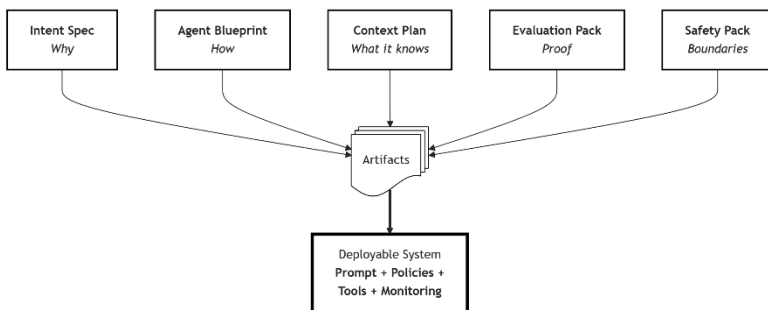 Intent Spec
Why
Agent Blueprint
How
Context Plan
What it knows
Evaluation Pack
Proof
Safety Pack
Boundaries
Artifacts
Deployable System
Prompt + Policies +
Tools + Monitoring